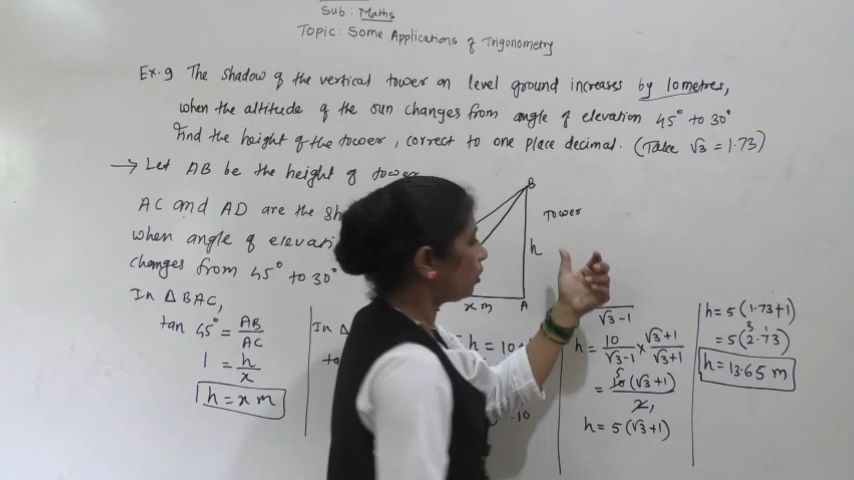 Sub: Maths
Topic: Some Applications of Trigonometry
Ex.9 The shadow of the vertical tower on level ground increases by 10 metres,
when the altitude of the sun changes from angle of elevation 45° to 30°
Find the height of the tower, correct to one place decimal. (Take √3 = 1.73)
→ Let AB be the height of tower
AC and AD are the
when angle of
changes from 45° to 30°
In Δ BAC,
tan 45° = AB/AC
1 = h/x
h = x m
B
Tower
h
x m
A
In Δ
h = 10
10
√3-1
h = 10/√3-1 × √3+1/√3+1
= 10(√3+1)/2
h = 5(√3+1)
h = 5(1.73+1)
= 5(2.73)
h = 13.65 m